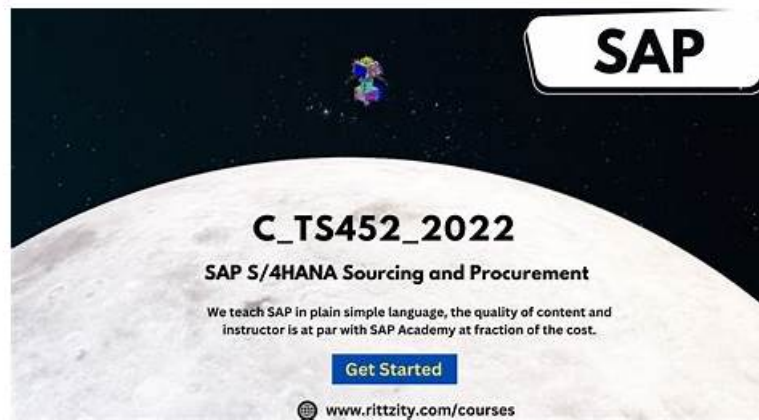 SAP
C_TS452_2022
SAP S/4HANA Sourcing and Procurement
We teach SAP in plain simple language, the quality of content and
instructor is at par with SAP Academy at fraction of the cost.
Get Started
www.rittzity.com/courses